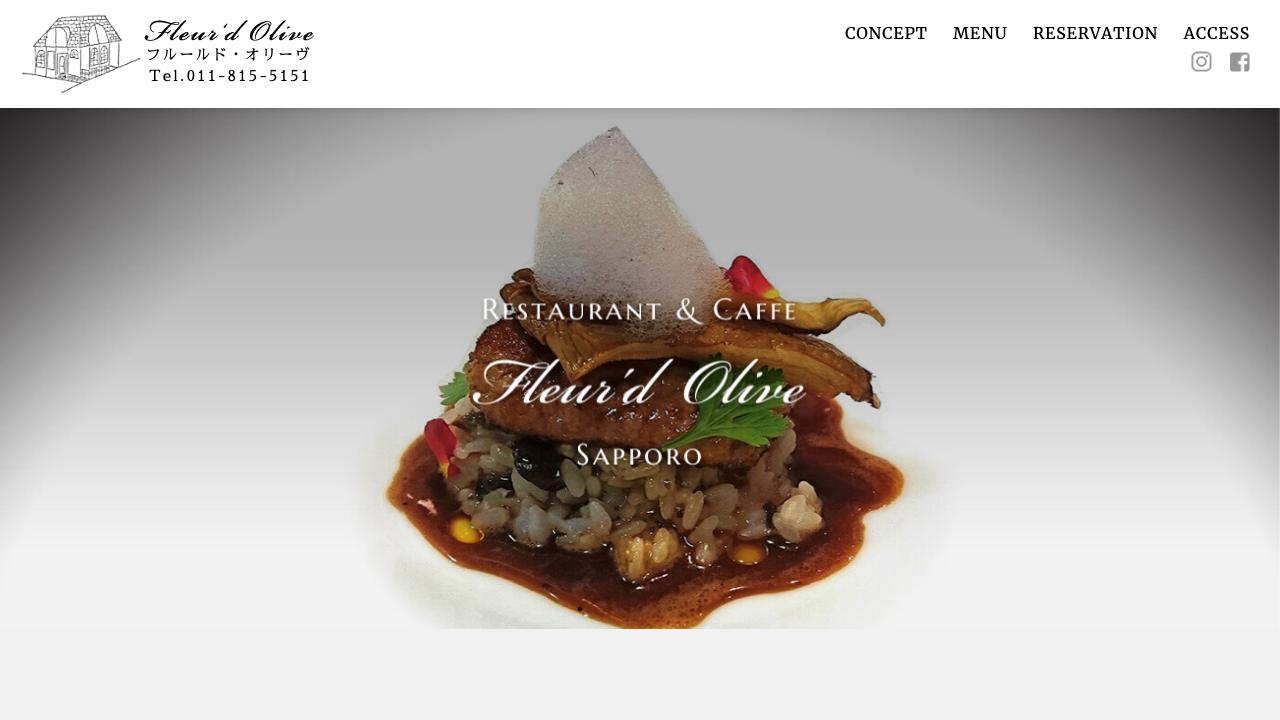 Fleur'd Olive
フルールド・オリーヴ
Tel.011-815-5151
CONCEPT MENU RESERVATION ACCESS
RESTAURANT & CAFFE
Fleur'd Olive
SAPPORO